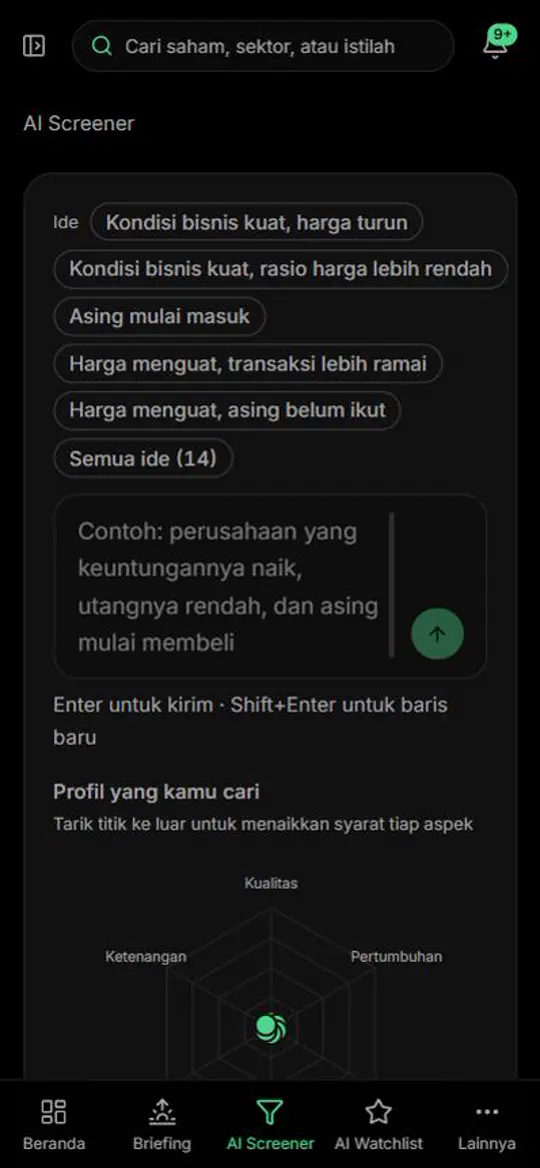 Cari saham, sektor, atau istilah
9+
AI Screener
Ide
Kondisi bisnis kuat, harga turun
Kondisi bisnis kuat, rasio harga lebih rendah
Asing mulai masuk
Harga menguat, transaksi lebih ramai
Harga menguat, asing belum ikut
Semua ide (14)
Contoh: perusahaan yang
keuntungannya naik,
utangnya rendah, dan asing
mulai membeli
Enter untuk kirim · Shift+Enter untuk baris
baru
Profil yang kamu cari
Tarik titik ke luar untuk menaikkan syarat tiap aspek
Kualitas
Ketenangan
Pertumbuhan
Beranda
Briefing
AI Screener
AI Watchlist
Lainnya